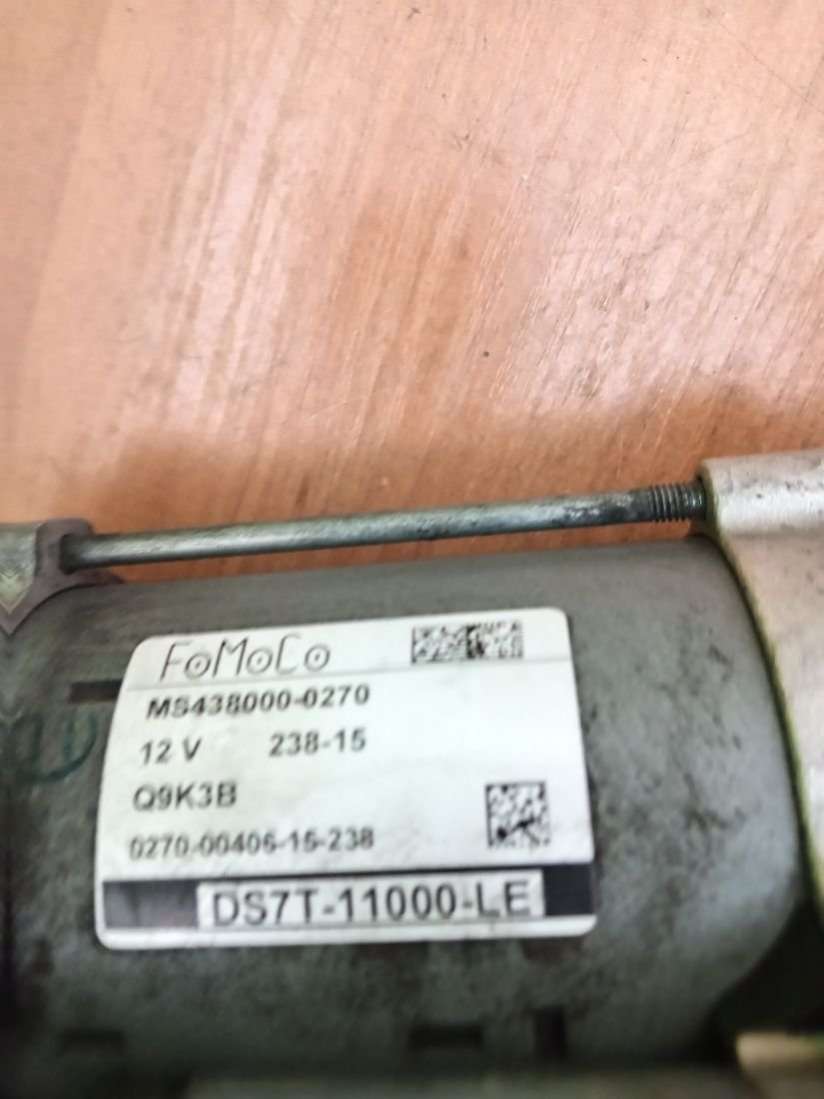 FoMoCo
MS438000-0270
12 V 238-15
Q9K3B
0270-00406-15-238
DS7T-11000-LE